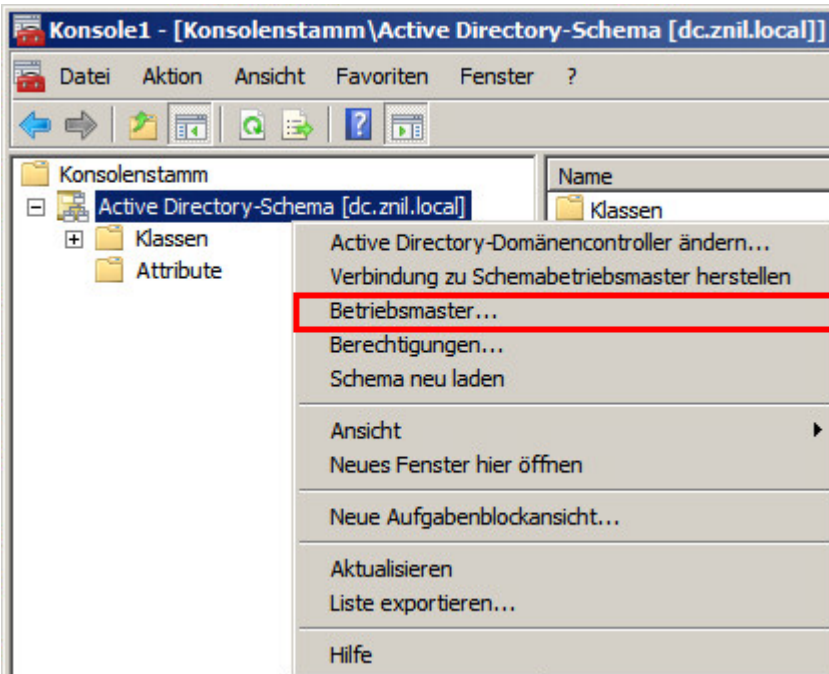 Konsole1 - [Konsolenstamm\Active Directory-Schema [dc.znil.local]]
Datei Aktion Ansicht Favoriten Fenster ?
Konsolenstamm
Active Directory-Schema [dc.znil.local]
Klassen
Attribute
Name
Klassen
Active Directory-Domänencontroller ändern...
Verbindung zu Schemabetriebsmaster herstellen
Betriebsmaster...
Berechtigungen...
Schema neu laden
Ansicht
Neues Fenster hier öffnen
Neue Aufgabenblockansicht...
Aktualisieren
Liste exportieren...
Hilfe